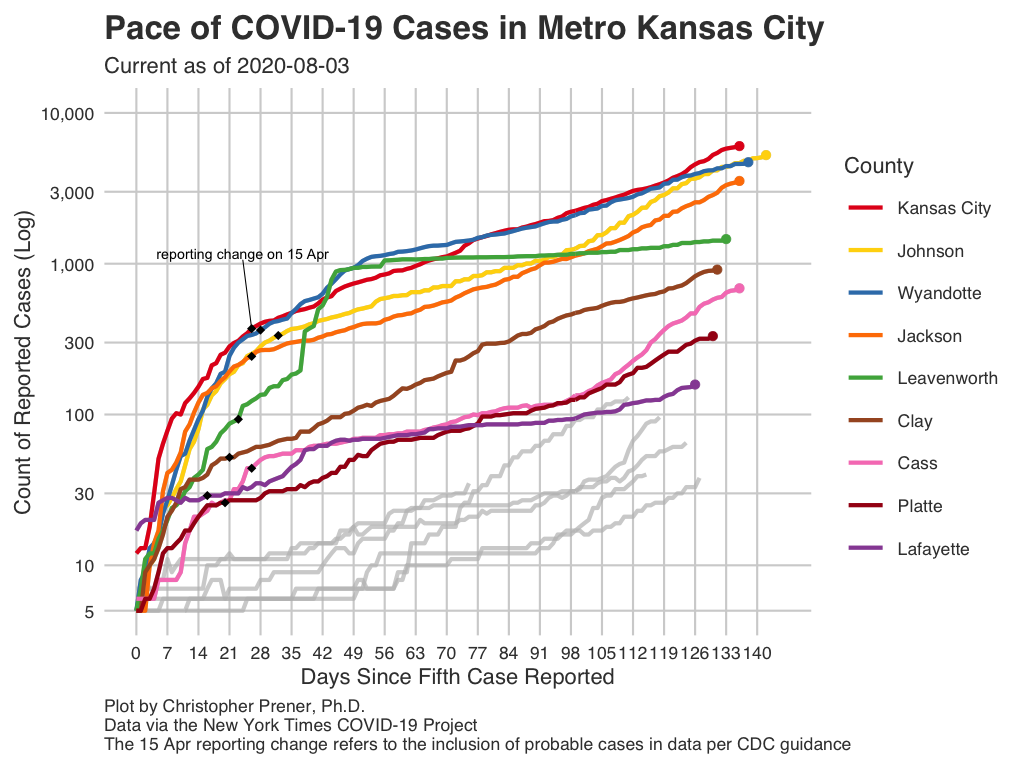 Pace of COVID-19 Cases in Metro Kansas City
Current as of 2020-08-03
Count of Reported Cases (Log)
10,000
3,000
1,000
300
100
30
10
5
reporting change on 15 Apr
0 7 14 21 28 35 42 49 56 63 70 77 84 91 98 105 112 119 126 133 140
Days Since Fifth Case Reported
County
Kansas City
Johnson
Wyandotte
Jackson
Leavenworth
Clay
Cass
Platte
Lafayette
Plot by Christopher Prener, Ph.D.
Data via the New York Times COVID-19 Project
The 15 Apr reporting change refers to the inclusion of probable cases in data per CDC guidance